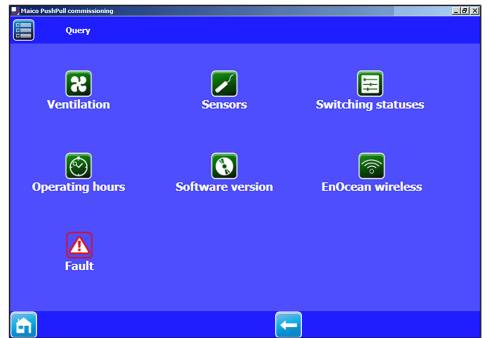 Maico PushPull commissioning
Query
Ventilation
Sensors
Switching statuses
Operating hours
Software version
EnOcean wireless
Fault